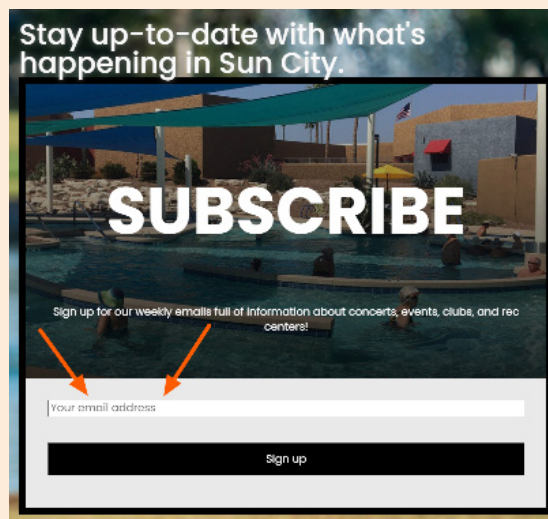 Stay up-to-date with what's
happening in Sun City.
SUBSCRIBE
Sign up for our weekly emails full of information about concerts, events, clubs, and rec
centers!
Your email address
Sign up